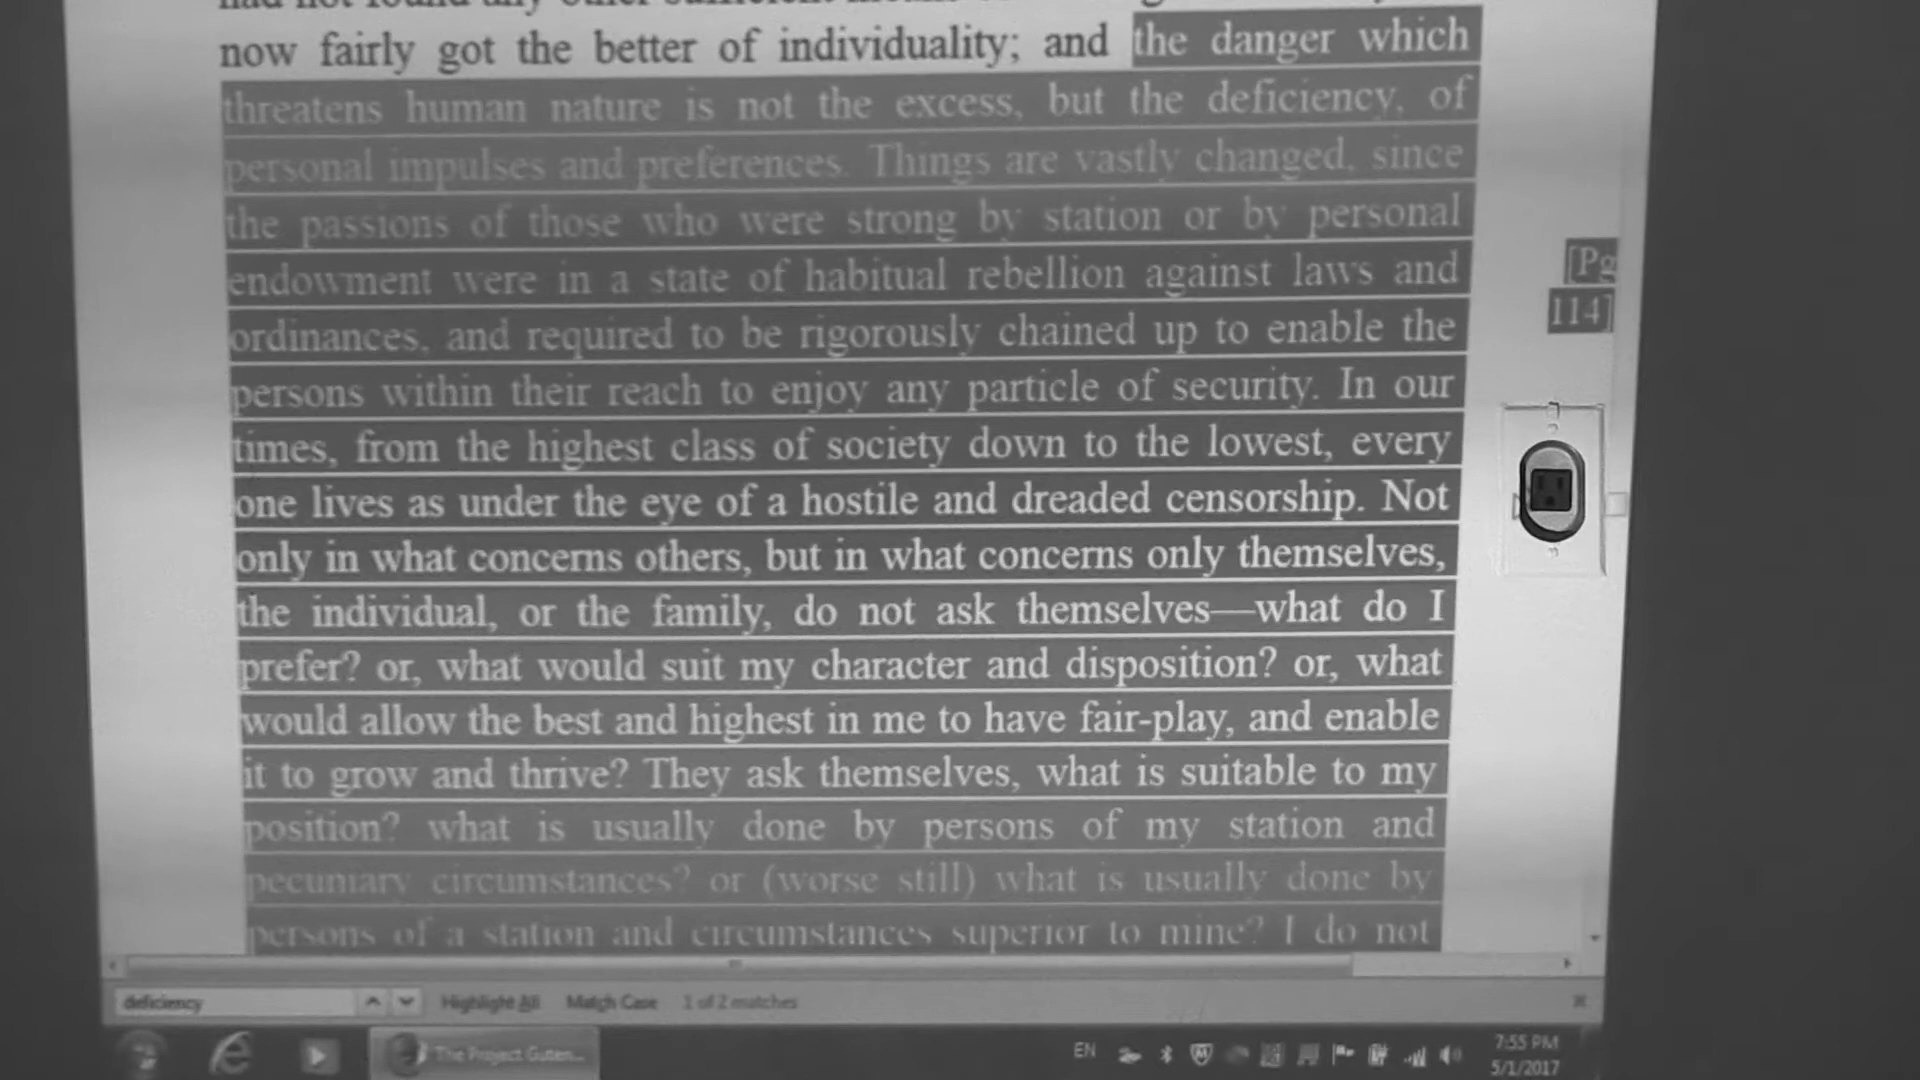 now fairly got the better of individuality; and the danger which
threatens human nature is not the excess, but the deficiency, of
personal impulses and preferences. Things are vastly changed, since
the passions of those who were strong by station or by personal
endowment were in a state of habitual rebellion against laws and
ordinances, and required to be rigorously chained up to enable the
persons within their reach to enjoy any particle of security. In our
times, from the highest class of society down to the lowest, every
one lives as under the eye of a hostile and dreaded censorship. Not
only in what concerns others, but in what concerns only themselves,
the individual, or the family, do not ask themselves—what do I
prefer? or, what would suit my character and disposition? or, what
would allow the best and highest in me to have fair-play, and enable
it to grow and thrive? They ask themselves, what is suitable to my
position? what is usually done by persons of my station and
pecuniary circumstances? or (worse still) what is usually done by
persons of a station and circumstances superior to mine? I do not
[Pg
114]
deficiency Highlight All Match Case 1 of 2 matches
The Project Guten...
EN
7:55 PM
5/1/2017